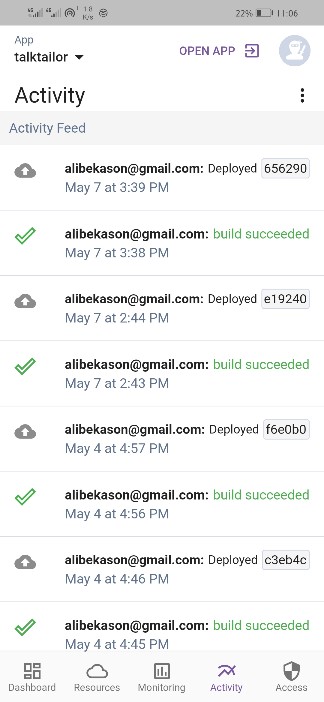 4G 4G 1.8 K/s 22% 11:06
App
talktailor OPEN APP
Activity
Activity Feed
alibekason@gmail.com: Deployed 656290
May 7 at 3:39 PM
alibekason@gmail.com: build succeeded
May 7 at 3:38 PM
alibekason@gmail.com: Deployed e19240
May 7 at 2:44 PM
alibekason@gmail.com: build succeeded
May 7 at 2:43 PM
alibekason@gmail.com: Deployed f6e0b0
May 4 at 4:57 PM
alibekason@gmail.com: build succeeded
May 4 at 4:56 PM
alibekason@gmail.com: Deployed c3eb4c
May 4 at 4:46 PM
alibekason@gmail.com: build succeeded
May 4 at 4:45 PM
Dashboard Resources Monitoring Activity Access